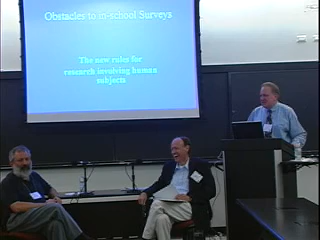 Obstacles to in-school Surveys
The new rules for
research involving human
subjects